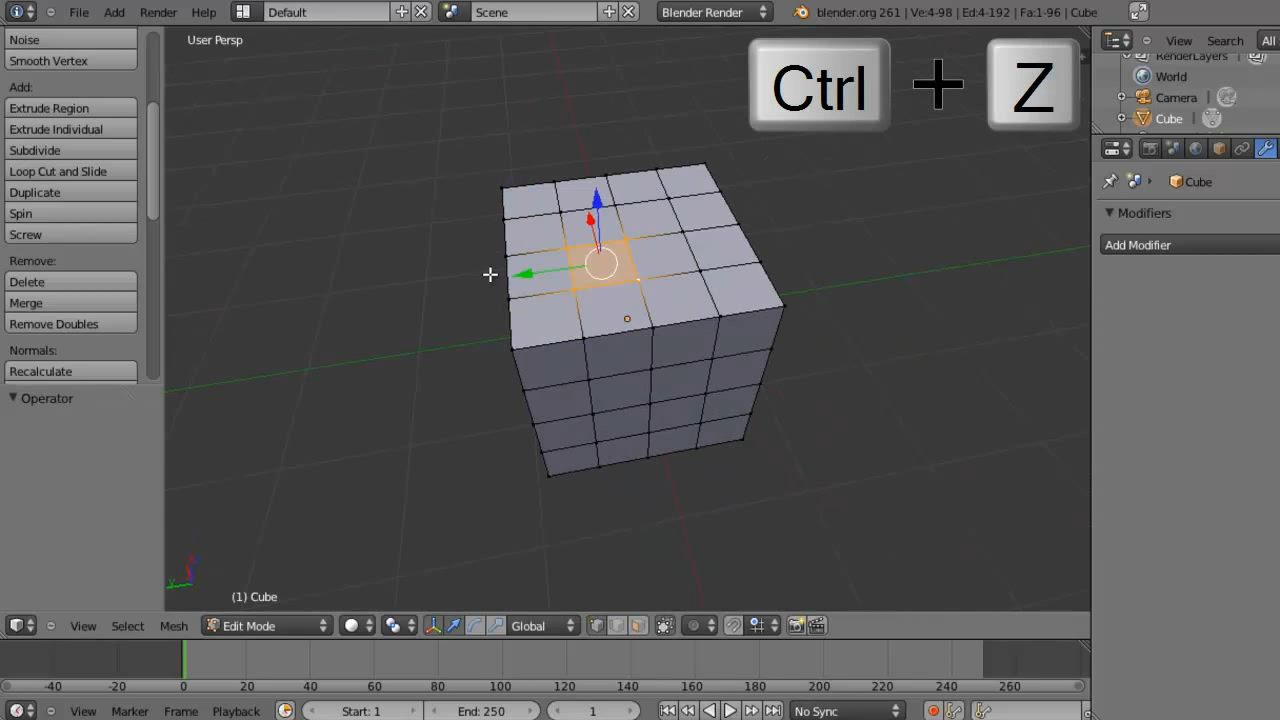 File Add Render Help Default Scene Blender Render blender.org 261 | Ve:4-98 | Ed:4-192 | Fa:1-96 | Cube
User Persp
Ctrl + Z
Noise
Smooth Vertex
Add:
Extrude Region
Extrude Individual
Subdivide
Loop Cut and Slide
Duplicate
Spin
Screw
Remove:
Delete
Merge
Remove Doubles
Normals:
Recalculate
Operator
View Search All
RenderLayers
World
Camera
Cube
Cube
Modifiers
Add Modifier
(1) Cube
View Select Mesh Edit Mode Global
-40 -20 0 20 40 60 80 100 120 140 160 180 200 220 240 260
View Marker Frame Playback Start: 1 End: 250 1 No Sync